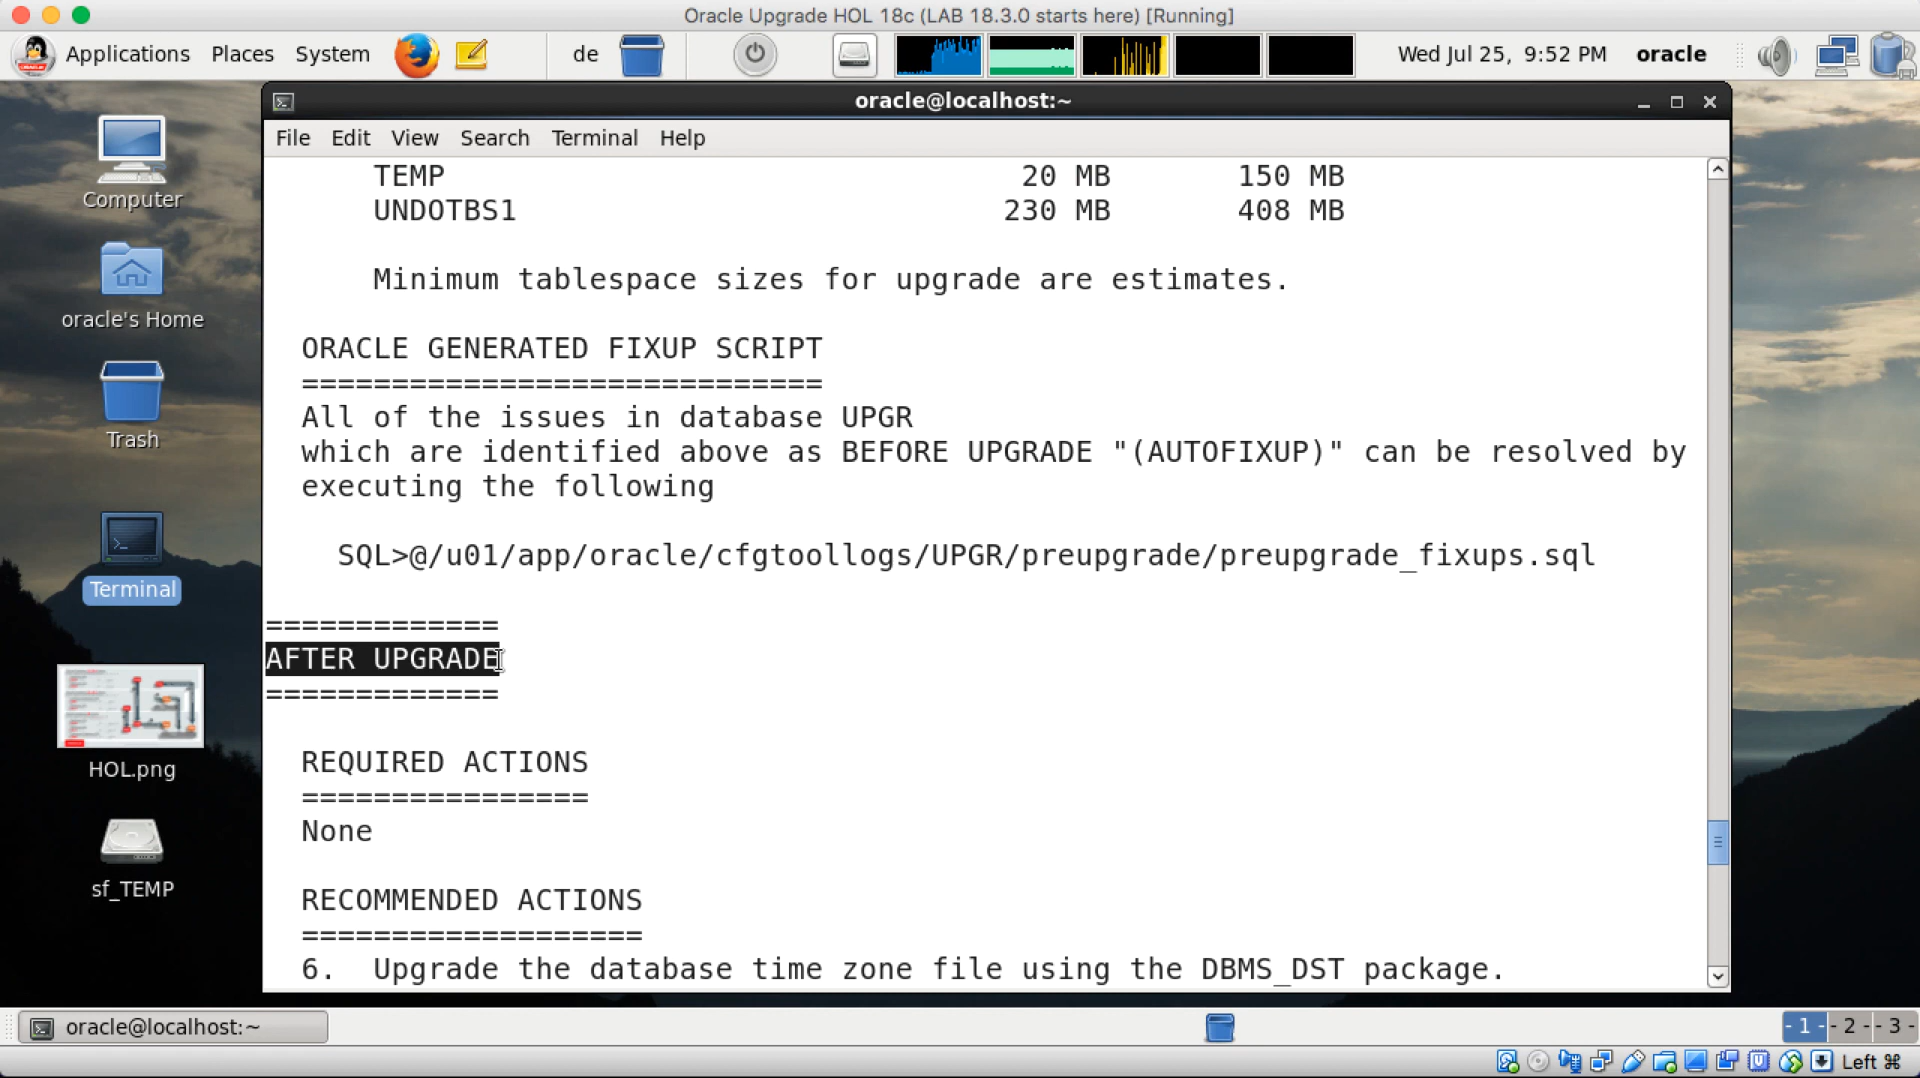 Oracle Upgrade HOL 18c (LAB 18.3.0 starts here) [Running]
Applications Places System de Wed Jul 25, 9:52 PM oracle
oracle@localhost:~
File Edit View Search Terminal Help
Computer
oracle's Home
Trash
Terminal
HOL.png
sf_TEMP
TEMP 20 MB 150 MB
UNDOTBS1 230 MB 408 MB
Minimum tablespace sizes for upgrade are estimates.
ORACLE GENERATED FIXUP SCRIPT
=============================
All of the issues in database UPGR
which are identified above as BEFORE UPGRADE "(AUTOFIXUP)" can be resolved by
executing the following
SQL>@/u01/app/oracle/cfgtoollogs/UPGR/preupgrade/preupgrade_fixups.sql
=============
AFTER UPGRADE
=============
REQUIRED ACTIONS
================
None
RECOMMENDED ACTIONS
===================
6. Upgrade the database time zone file using the DBMS_DST package.
oracle@localhost:~
- 1 - - 2 - - 3 -
Left ⌘